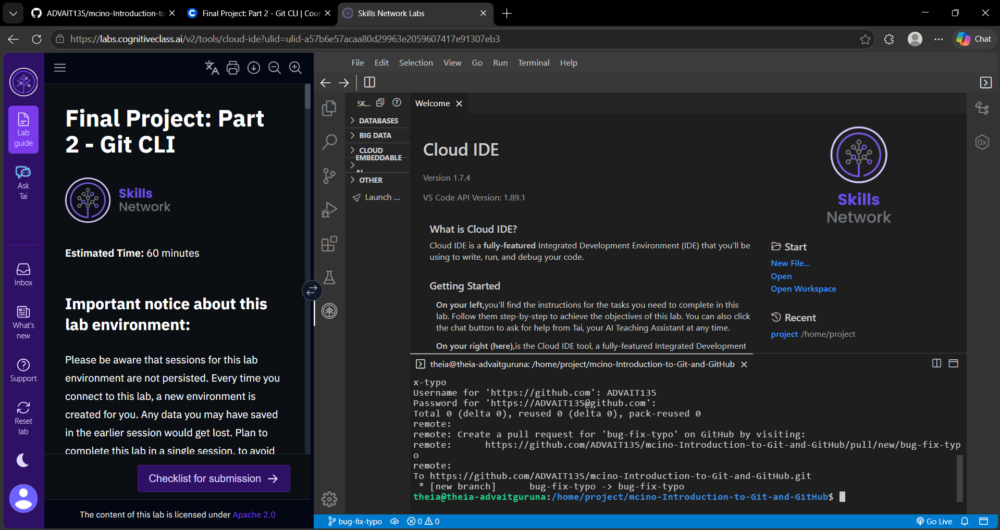 ADVAIT135/mcino-Introduction-to
Final Project: Part 2 - Git CLI | Cour
Skills Network Labs
https://labs.cognitiveclass.ai/v2/tools/cloud-ide?ulid=ulid-a57b6e57acaa80d29963e2059607417e91307eb3
Chat
Lab
guide
Ask
Tai
Inbox
What's
new
Support
Reset
lab
Final Project: Part
2 - Git CLI
Skills
Network
Estimated Time: 60 minutes
Important notice about this
lab environment:
Please be aware that sessions for this lab
environment are not persisted. Every time you
connect to this lab, a new environment is
created for you. Any data you may have saved
in the earlier session would get lost. Plan to
complete this lab in a single session, to avoid
Checklist for submission
The content of this lab is licensed under Apache 2.0
File Edit Selection View Go Run Terminal Help
SK...
DATABASES
BIG DATA
CLOUD
EMBEDDABLE
AI
OTHER
Launch ...
Welcome
Cloud IDE
Version 1.7.4
VS Code API Version: 1.89.1
What is Cloud IDE?
Cloud IDE is a fully-featured Integrated Development Environment (IDE) that you'll be
using to write, run, and debug your code.
Getting Started
On your left,you'll find the instructions for the tasks you need to complete in this
lab. Follow them step-by-step to achieve the objectives of this lab. You can also click
the chat button to ask for help from Tai, your AI Teaching Assistant at any time.
On your right (here),is the Cloud IDE tool, a fully-featured Integrated Development
Skills
Network
Start
New File...
Open
Open Workspace
Recent
project /home/project
0x
theia@theia-advaitguruna: /home/project/mcino-Introduction-to-Git-and-GitHub
x-typo
Username for 'https://github.com': ADVAIT135
Password for 'https://ADVAIT135@github.com':
Total 0 (delta 0), reused 0 (delta 0), pack-reused 0
remote:
remote: Create a pull request for 'bug-fix-typo' on GitHub by visiting:
remote:      https://github.com/ADVAIT135/mcino-Introduction-to-Git-and-GitHub/pull/new/bug-fix-typ
o
remote:
To https://github.com/ADVAIT135/mcino-Introduction-to-Git-and-GitHub.git
 * [new branch]      bug-fix-typo -> bug-fix-typo
theia@theia-advaitguruna:/home/project/mcino-Introduction-to-Git-and-GitHub$
bug-fix-typo
0
0
Go Live